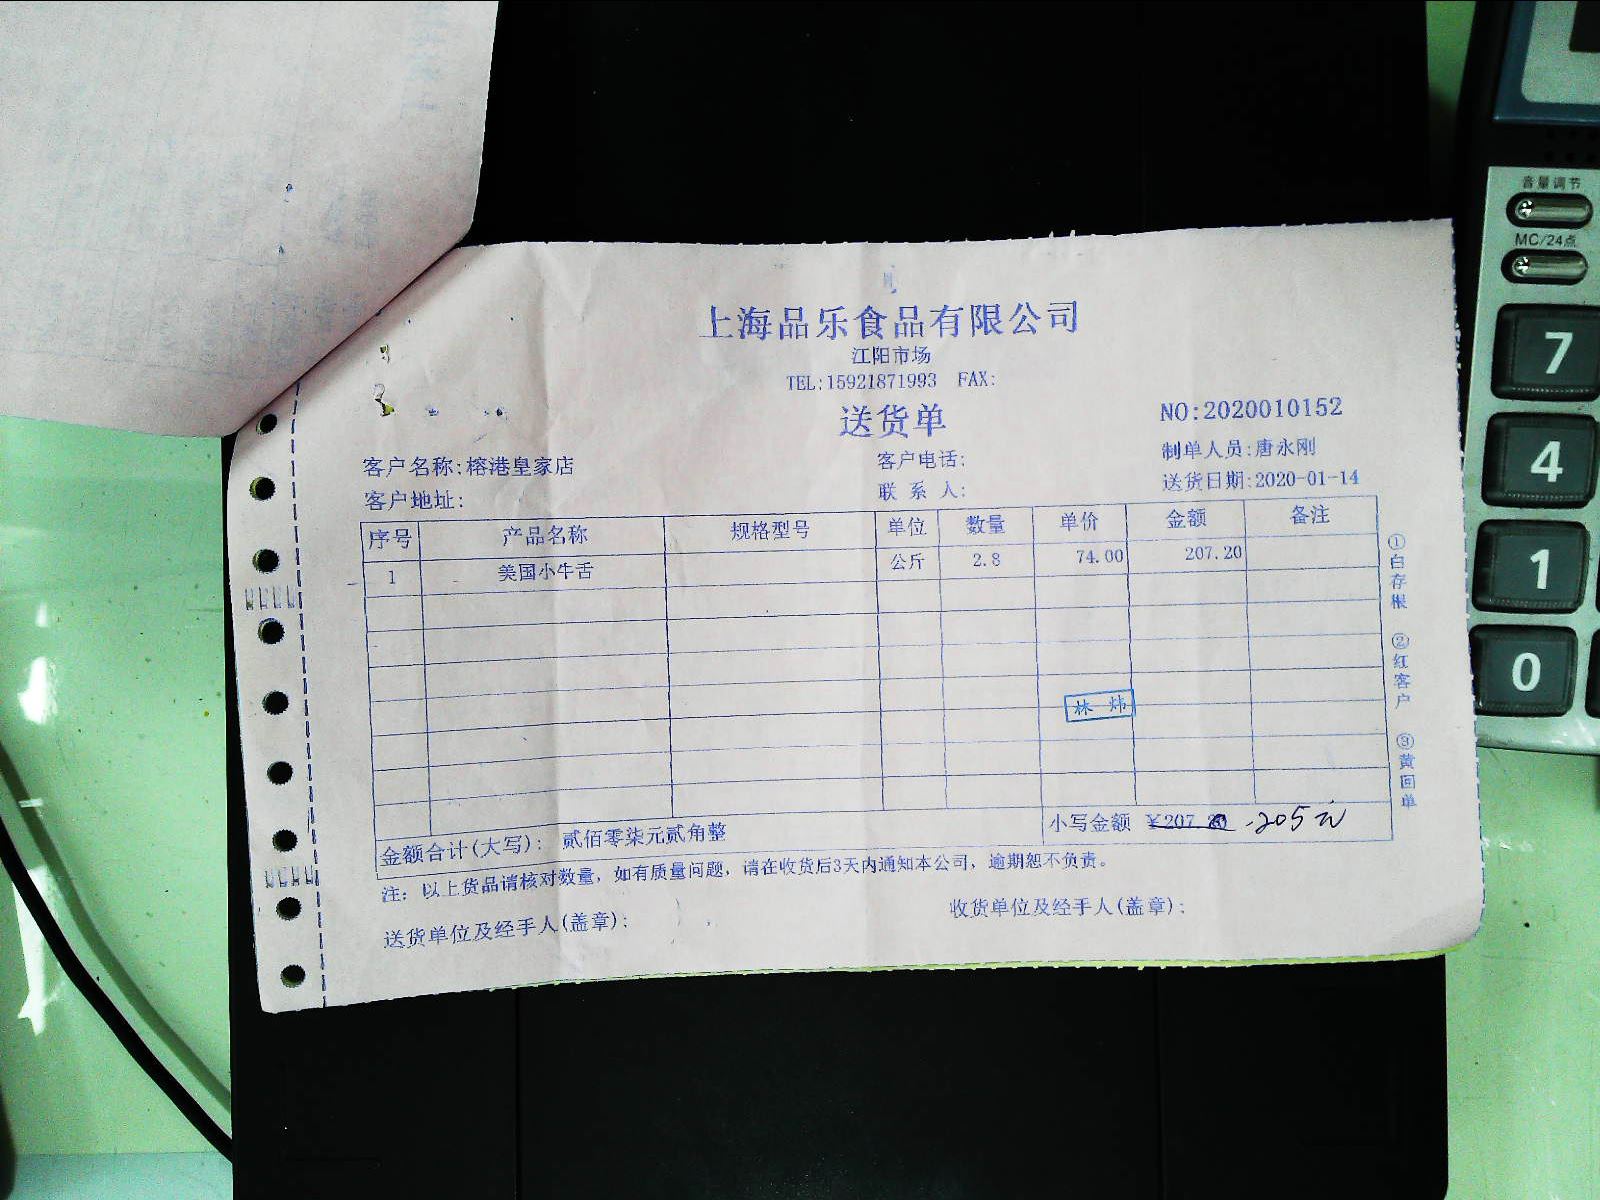 上海品乐食品有限公司
江阳市场
TEL:15921871993 FAX:
送货单
NO:2020010152
制单人员:唐永刚
客户名称:榕港皇家店
客户电话:
送货日期:2020-01-14
客户地址:
联 系 人:
序号 产品名称 规格型号 单位 数量 单价 金额 备注
1 美国小牛舌 公斤 2.8 74.00 207.20
林 炜
金额合计(大写): 贰佰零柒元贰角整
小写金额 ¥207.20 205元
注: 以上货品请核对数量, 如有质量问题, 请在收货后3天内通知本公司, 逾期恕不负责。
送货单位及经手人(盖章):
收货单位及经手人(盖章):
①白存根 ②红客户 ③黄回单
音量调节
MC/24点
7
4
1
0